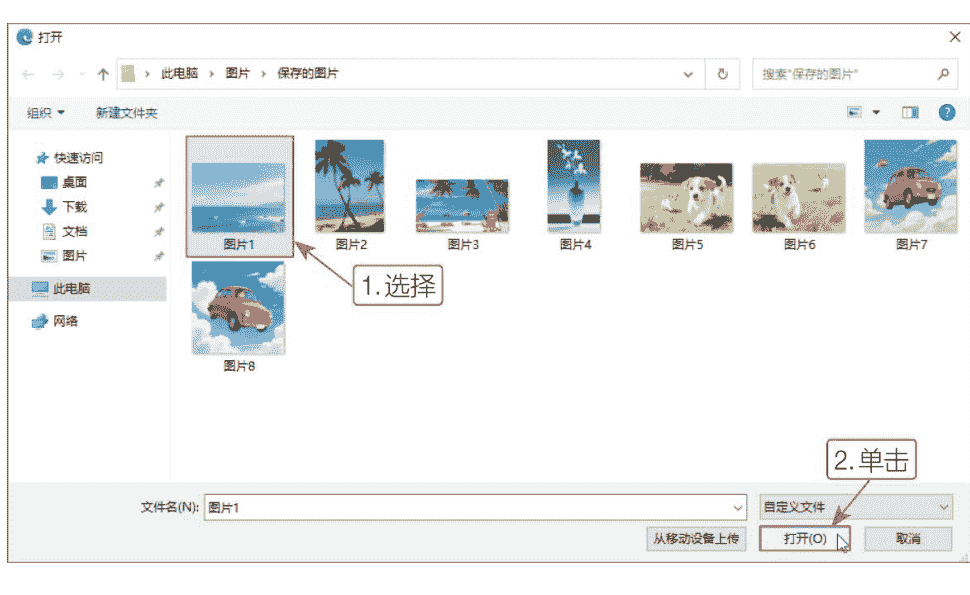 打开
此电脑 › 图片 › 保存的图片
搜索"保存的图片"
组织
新建文件夹
快速访问
桌面
下载
文档
图片
此电脑
网络
图片1
图片2
图片3
图片4
图片5
图片6
图片7
1.选择
图片8
2.单击
文件名(N):
图片1
自定义文件
从移动设备上传
打开(O)
取消